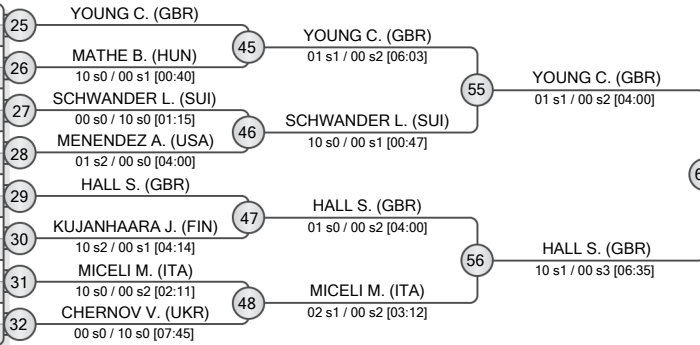 25
YOUNG C. (GBR)
26
MATHE B. (HUN)
10 s0 / 00 s1 [00:40]
27
SCHWANDER L. (SUI)
00 s0 / 10 s0 [01:15]
28
MENENDEZ A. (USA)
01 s2 / 00 s0 [04:00]
29
HALL S. (GBR)
30
KUJANHAARA J. (FIN)
10 s2 / 00 s1 [04:14]
31
MICELI M. (ITA)
10 s0 / 00 s2 [02:11]
32
CHERNOV V. (UKR)
00 s0 / 10 s0 [07:45]
45
YOUNG C. (GBR)
01 s1 / 00 s2 [06:03]
46
SCHWANDER L. (SUI)
10 s0 / 00 s1 [00:47]
47
HALL S. (GBR)
01 s0 / 00 s2 [04:00]
48
MICELI M. (ITA)
02 s1 / 00 s2 [03:12]
55
YOUNG C. (GBR)
01 s1 / 00 s2 [04:00]
56
HALL S. (GBR)
10 s1 / 00 s3 [06:35]